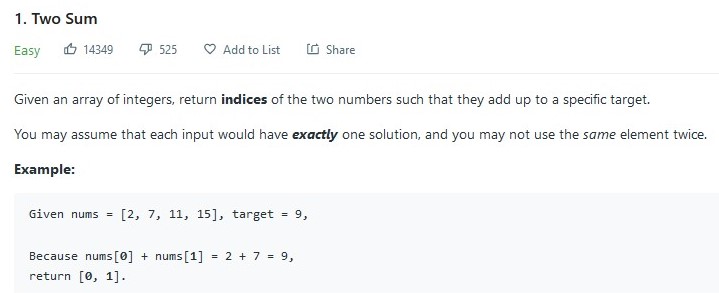 1. Two Sum
Easy 14349 525 Add to List Share
Given an array of integers, return indices of the two numbers such that they add up to a specific target.
You may assume that each input would have exactly one solution, and you may not use the same element twice.
Example:
Given nums = [2, 7, 11, 15], target = 9,
Because nums[0] + nums[1] = 2 + 7 = 9,
return [0, 1].